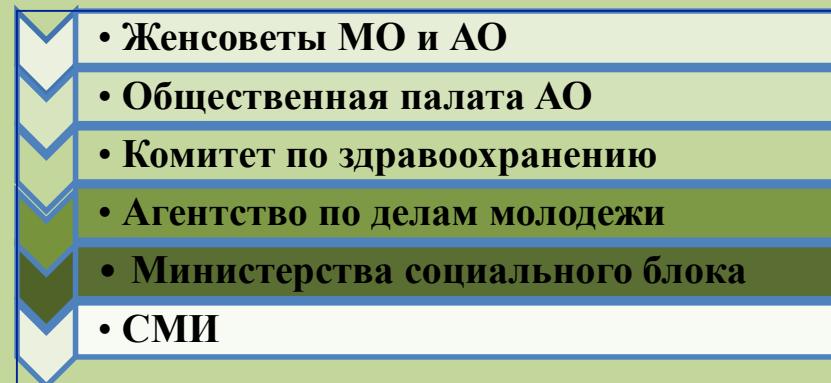 • Женсоветы МО и АО
• Общественная палата АО
• Комитет по здравоохранению
• Агентство по делам молодежи
• Министерства социального блока
• СМИ